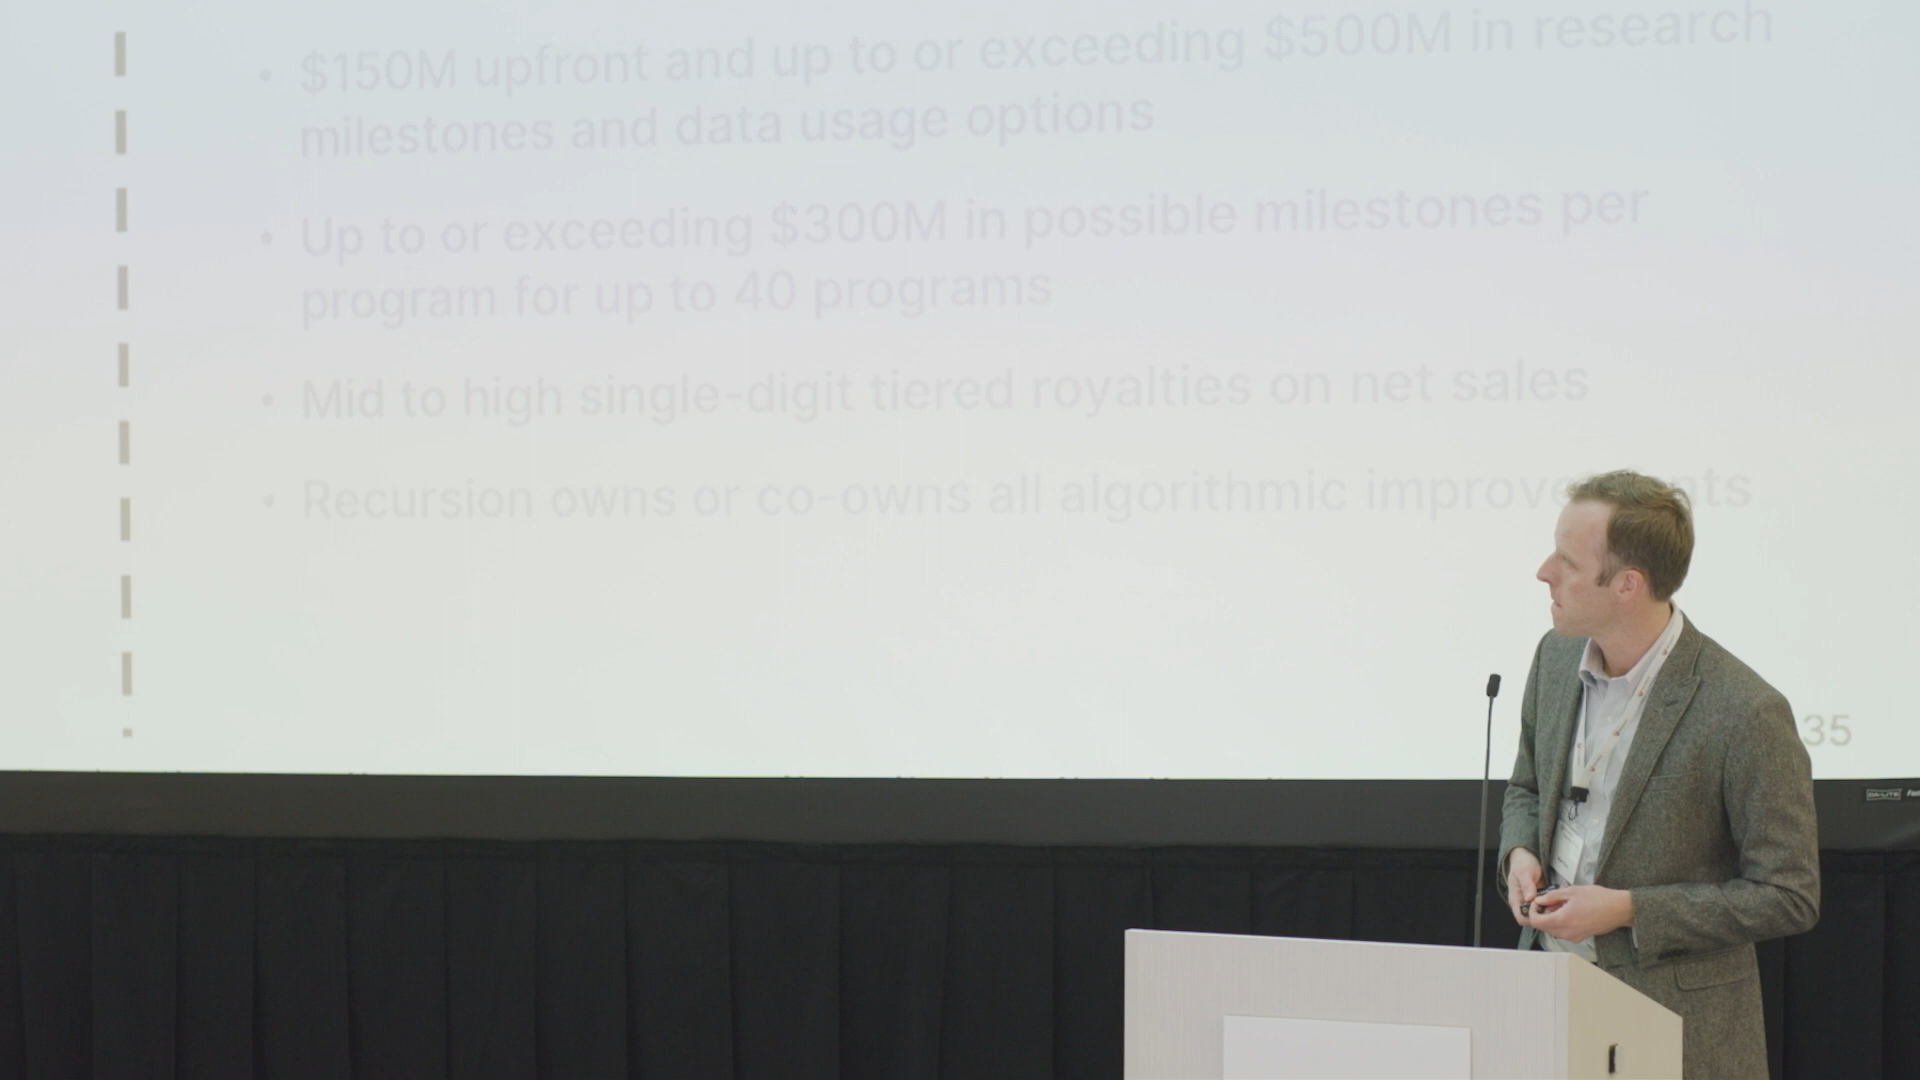 • $150M upfront and up to or exceeding $500M in research
milestones and data usage options
• Up to or exceeding $300M in possible milestones per
program for up to 40 programs
• Mid to high single-digit tiered royalties on net sales
• Recursion owns or co-owns all algorithmic
35
DA-LITE